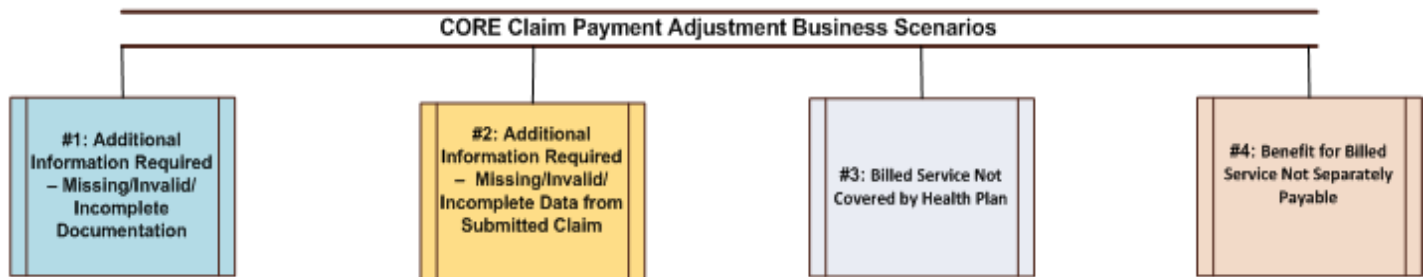 CORE Claim Payment Adjustment Business Scenarios
#1: Additional
Information Required
– Missing/Invalid/
Incomplete
Documentation
#2: Additional
Information Required
– Missing/Invalid/
Incomplete Data from
Submitted Claim
#3: Billed Service Not
Covered by Health Plan
#4: Benefit for Billed
Service Not Separately
Payable